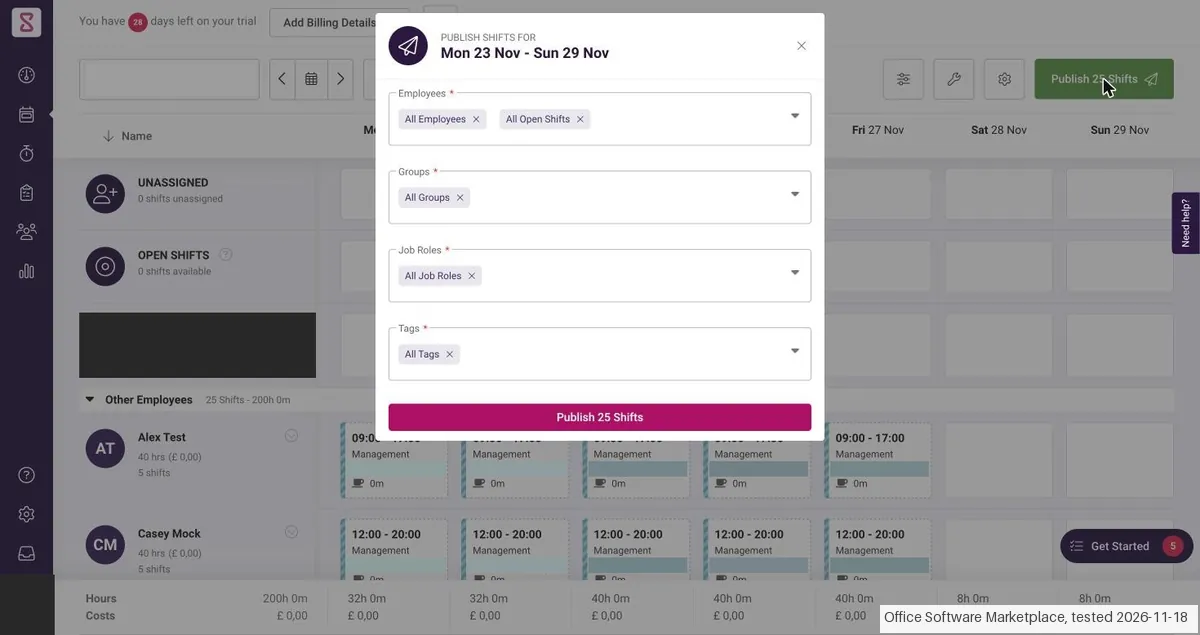 You have 28 days left on your trial
Add Billing Details
PUBLISH SHIFTS FOR
Mon 23 Nov - Sun 29 Nov
Publish 25 Shifts
Employees *
All Employees
All Open Shifts
Groups *
All Groups
Job Roles *
All Job Roles
Tags *
All Tags
Publish 25 Shifts
Name
Fri 27 Nov
Sat 28 Nov
Sun 29 Nov
UNASSIGNED
0 shifts unassigned
OPEN SHIFTS
0 shifts available
Need help?
Other Employees 25 Shifts - 200h 0m
Alex Test
40 hrs (£ 0,00)
5 shifts
09:00 - 17:00
Management Management Management Management Management
0m 0m 0m 0m 0m
Casey Mock
40 hrs (£ 0,00)
5 shifts
12:00 - 20:00 12:00 - 20:00 12:00 - 20:00 12:00 - 20:00 12:00 - 20:00
Management Management Management Management Management
Get Started 5
Hours 200h 0m 32h 0m 32h 0m 40h 0m 40h 0m 40h 0m 8h 0m 8h 0m
Costs £ 0,00 £ 0,00 £ 0,00 £ 0,00 £ 0,00 £ 0,00
Office Software Marketplace, tested 2026-11-18